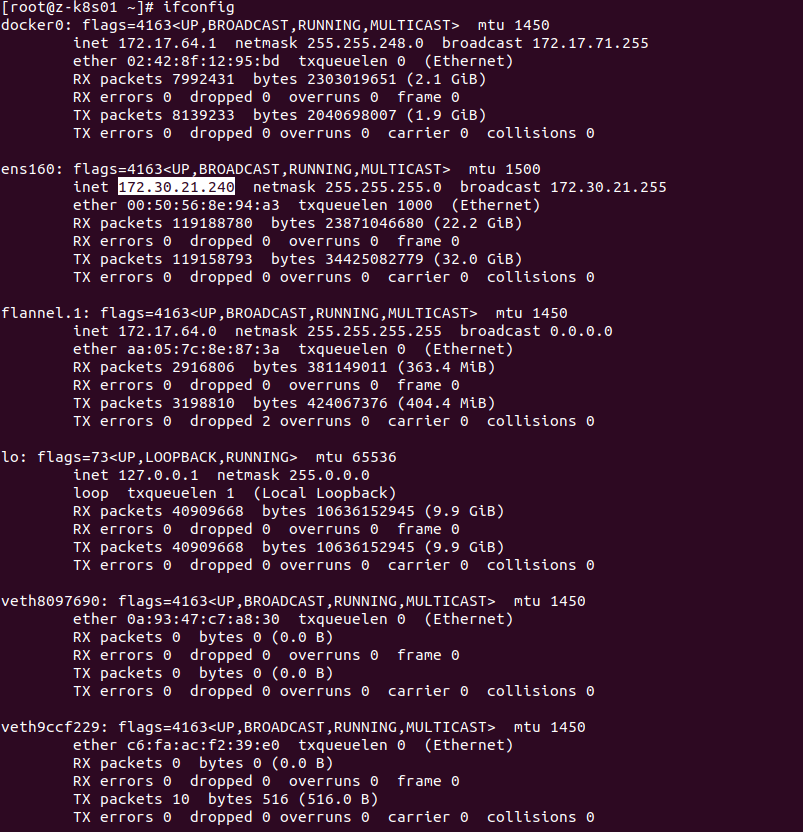 [root@z-k8s01 ~]# ifconfig
docker0: flags=4163<UP,BROADCAST,RUNNING,MULTICAST>  mtu 1450
        inet 172.17.64.1  netmask 255.255.248.0  broadcast 172.17.71.255
        ether 02:42:8f:12:95:bd  txqueuelen 0  (Ethernet)
        RX packets 7992431  bytes 2303019651 (2.1 GiB)
        RX errors 0  dropped 0  overruns 0  frame 0
        TX packets 8139233  bytes 2040698007 (1.9 GiB)
        TX errors 0  dropped 0 overruns 0  carrier 0  collisions 0

ens160: flags=4163<UP,BROADCAST,RUNNING,MULTICAST>  mtu 1500
        inet 172.30.21.240  netmask 255.255.255.0  broadcast 172.30.21.255
        ether 00:50:56:8e:94:a3  txqueuelen 1000  (Ethernet)
        RX packets 119188780  bytes 23871046680 (22.2 GiB)
        RX errors 0  dropped 0  overruns 0  frame 0
        TX packets 119158793  bytes 34425082779 (32.0 GiB)
        TX errors 0  dropped 0 overruns 0  carrier 0  collisions 0

flannel.1: flags=4163<UP,BROADCAST,RUNNING,MULTICAST>  mtu 1450
        inet 172.17.64.0  netmask 255.255.255.255  broadcast 0.0.0.0
        ether aa:05:7c:8e:87:3a  txqueuelen 0  (Ethernet)
        RX packets 2916806  bytes 381149011 (363.4 MiB)
        RX errors 0  dropped 0  overruns 0  frame 0
        TX packets 3198810  bytes 424067376 (404.4 MiB)
        TX errors 0  dropped 2 overruns 0  carrier 0  collisions 0

lo: flags=73<UP,LOOPBACK,RUNNING>  mtu 65536
        inet 127.0.0.1  netmask 255.0.0.0
        loop  txqueuelen 1  (Local Loopback)
        RX packets 40909668  bytes 10636152945 (9.9 GiB)
        RX errors 0  dropped 0  overruns 0  frame 0
        TX packets 40909668  bytes 10636152945 (9.9 GiB)
        TX errors 0  dropped 0 overruns 0  carrier 0  collisions 0

veth8097690: flags=4163<UP,BROADCAST,RUNNING,MULTICAST>  mtu 1450
        ether 0a:93:47:c7:a8:30  txqueuelen 0  (Ethernet)
        RX packets 0  bytes 0 (0.0 B)
        RX errors 0  dropped 0  overruns 0  frame 0
        TX packets 0  bytes 0 (0.0 B)
        TX errors 0  dropped 0 overruns 0  carrier 0  collisions 0

veth9ccf229: flags=4163<UP,BROADCAST,RUNNING,MULTICAST>  mtu 1450
        ether c6:fa:ac:f2:39:e0  txqueuelen 0  (Ethernet)
        RX packets 0  bytes 0 (0.0 B)
        RX errors 0  dropped 0  overruns 0  frame 0
        TX packets 10  bytes 516 (516.0 B)
        TX errors 0  dropped 0 overruns 0  carrier 0  collisions 0